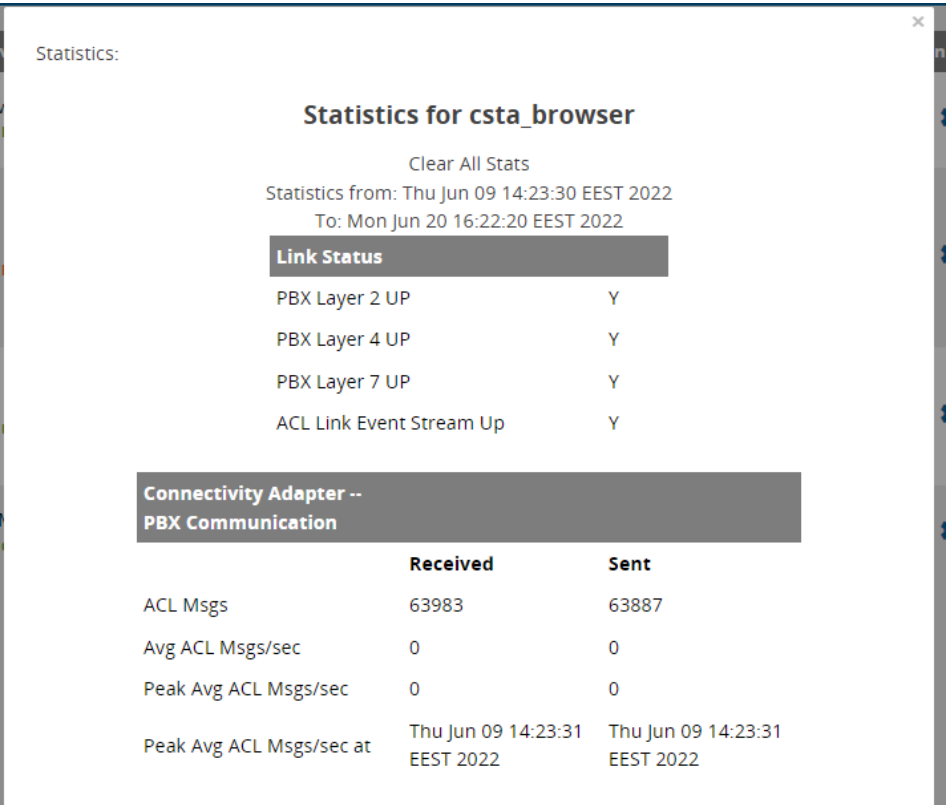 ×
Statistics:
Statistics for csta_browser
Clear All Stats
Statistics from: Thu Jun 09 14:23:30 EEST 2022
To: Mon Jun 20 16:22:20 EEST 2022
Link Status
PBX Layer 2 UP Y
PBX Layer 4 UP Y
PBX Layer 7 UP Y
ACL Link Event Stream Up Y
Connectivity Adapter --
PBX Communication
Received Sent
ACL Msgs 63983 63887
Avg ACL Msgs/sec 0 0
Peak Avg ACL Msgs/sec 0 0
Peak Avg ACL Msgs/sec at Thu Jun 09 14:23:31 Thu Jun 09 14:23:31
EEST 2022 EEST 2022